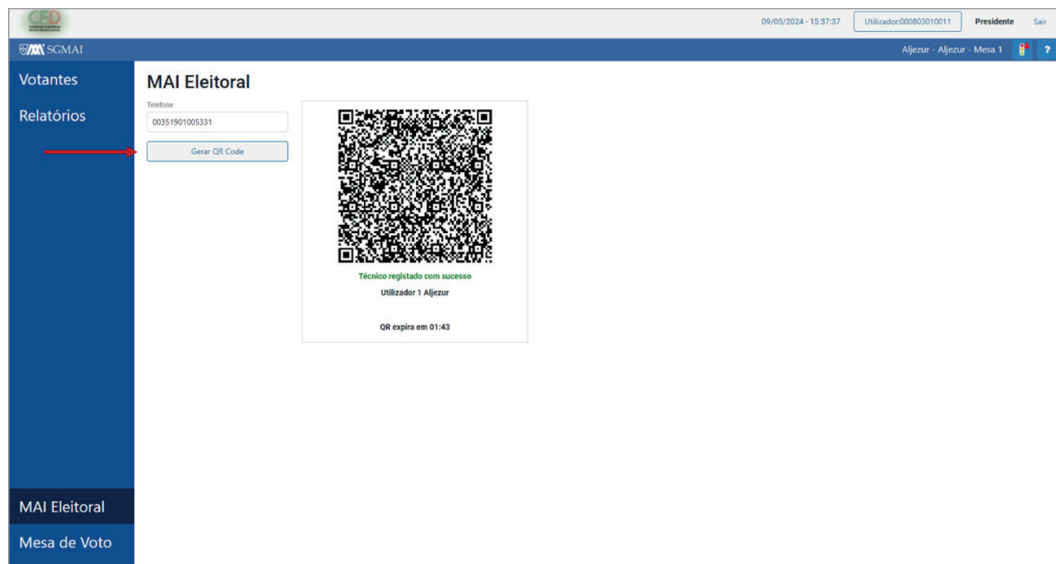 CED
09/05/2024 - 15:37:37
Utilizador:000803010011
Presidente
Sair
SGMAI
Aljezur - Aljezur - Mesa 1
?
Votantes
Relatórios
MAI Eleitoral
Telefone
00351901005331
Gerar QR Code
Técnico registado com sucesso
Utilizador 1 Aljezur
QR expira em 01:43
MAI Eleitoral
Mesa de Voto